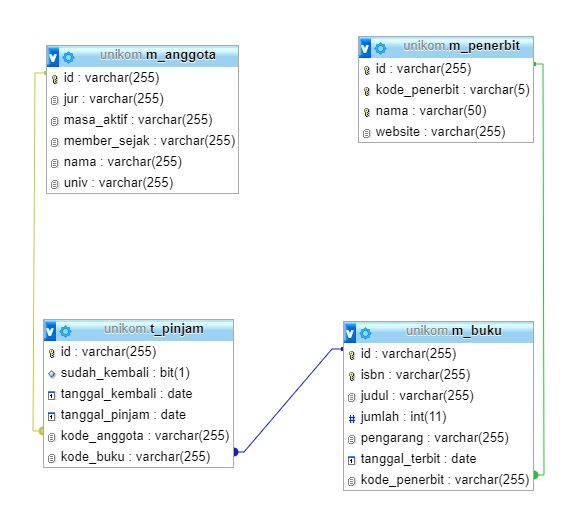 unikom.m_anggota
id : varchar(255)
jur : varchar(255)
masa_aktif : varchar(255)
member_sejak : varchar(255)
nama : varchar(255)
univ : varchar(255)
unikom.m_penerbit
id : varchar(255)
kode_penerbit : varchar(5)
nama : varchar(50)
website : varchar(255)
unikom.t_pinjam
id : varchar(255)
sudah_kembali : bit(1)
tanggal_kembali : date
tanggal_pinjam : date
kode_anggota : varchar(255)
kode_buku : varchar(255)
unikom.m_buku
id : varchar(255)
isbn : varchar(255)
judul : varchar(255)
# jumlah : int(11)
pengarang : varchar(255)
tanggal_terbit : date
kode_penerbit : varchar(255)